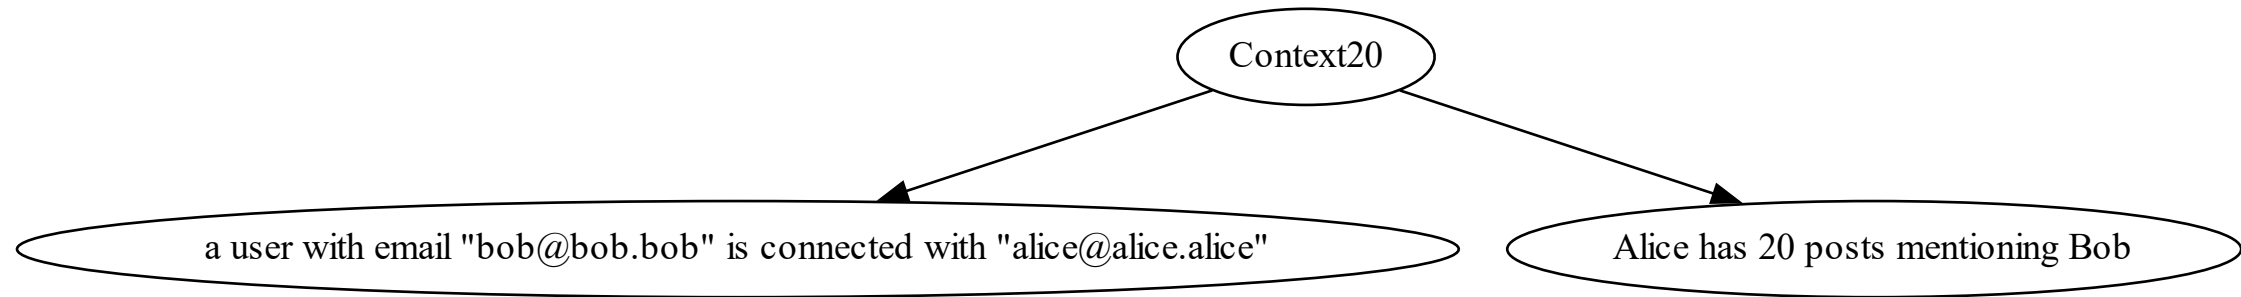 Context20
a user with email "bob@bob.bob" is connected with "alice@alice.alice"
Alice has 20 posts mentioning Bob